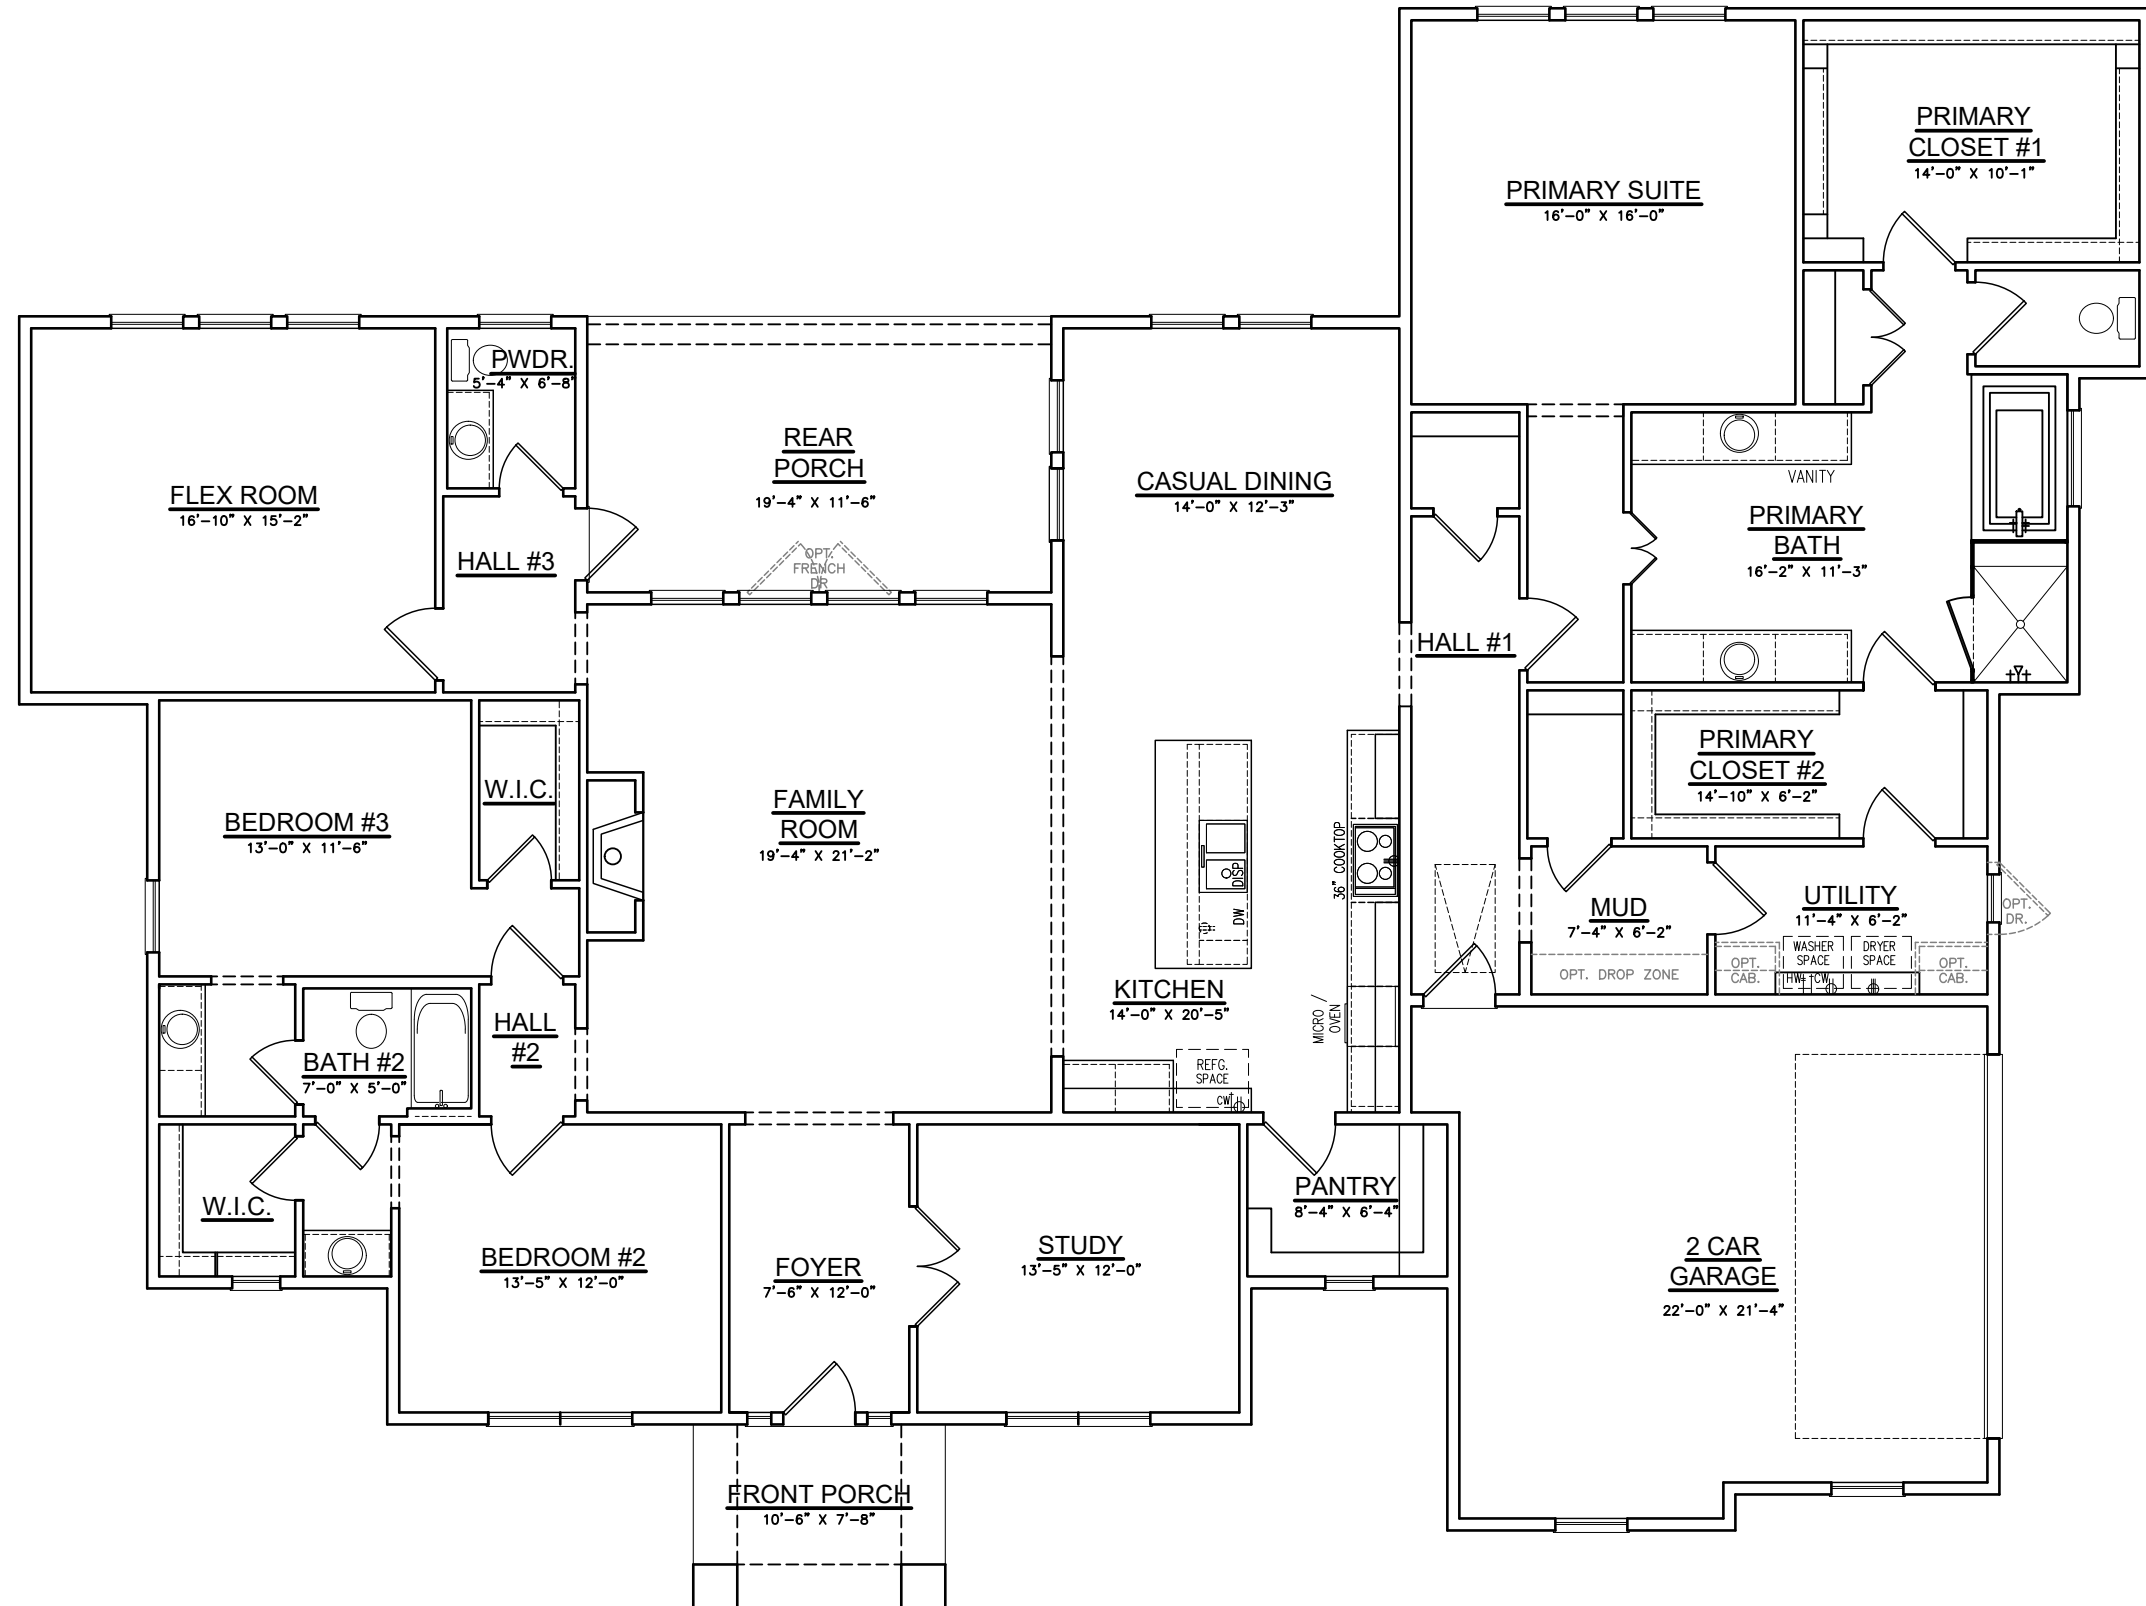 PRIMARY
CLOSET #1
14'-0" X 10'-1"
PRIMARY SUITE
16'-0" X 16'-0"
PWDR.
5'-4" X 6'-8"
REAR
PORCH
19'-4" X 11'-6"
CASUAL DINING
14'-0" X 12'-3"
FLEX ROOM
16'-10" X 15'-2"
VANITY
PRIMARY
BATH
16'-2" X 11'-3"
HALL #3
OPT.
FRENCH
DR
HALL #1
PRIMARY
CLOSET #2
14'-10" X 6'-2"
W.I.C.
FAMILY
ROOM
19'-4" X 21'-2"
BEDROOM #3
13'-0" X 11'-6"
36" COOKTOP
DISP
DW
MUD
7'-4" X 6'-2"
UTILITY
11'-4" X 6'-2"
OPT.
DR.
WASHER
SPACE
DRYER
SPACE
OPT. DROP ZONE
OPT.
CAB.
HW
CW
OPT.
CAB.
KITCHEN
14'-0" X 20'-5"
MICRO /
OVEN
HALL
#2
BATH #2
7'-0" X 5'-0"
REFG.
SPACE
CW
PANTRY
8'-4" X 6'-4"
W.I.C.
BEDROOM #2
13'-5" X 12'-0"
FOYER
7'-6" X 12'-0"
STUDY
13'-5" X 12'-0"
2 CAR
GARAGE
22'-0" X 21'-4"
FRONT PORCH
10'-6" X 7'-8"